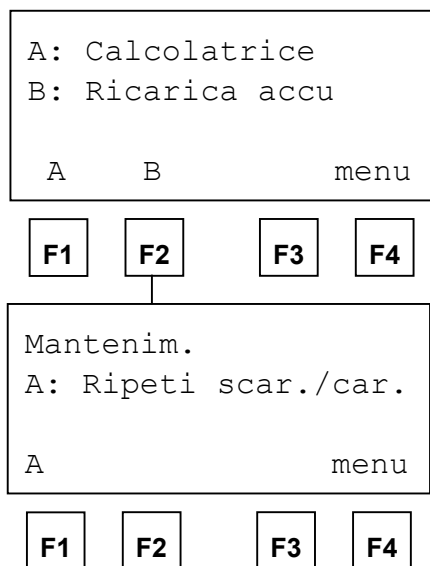 A: Calcolatrice
B: Ricarica accu
A B menu
F1 F2 F3 F4
Mantenim.
A: Ripeti scar./car.
A menu
F1 F2 F3 F4